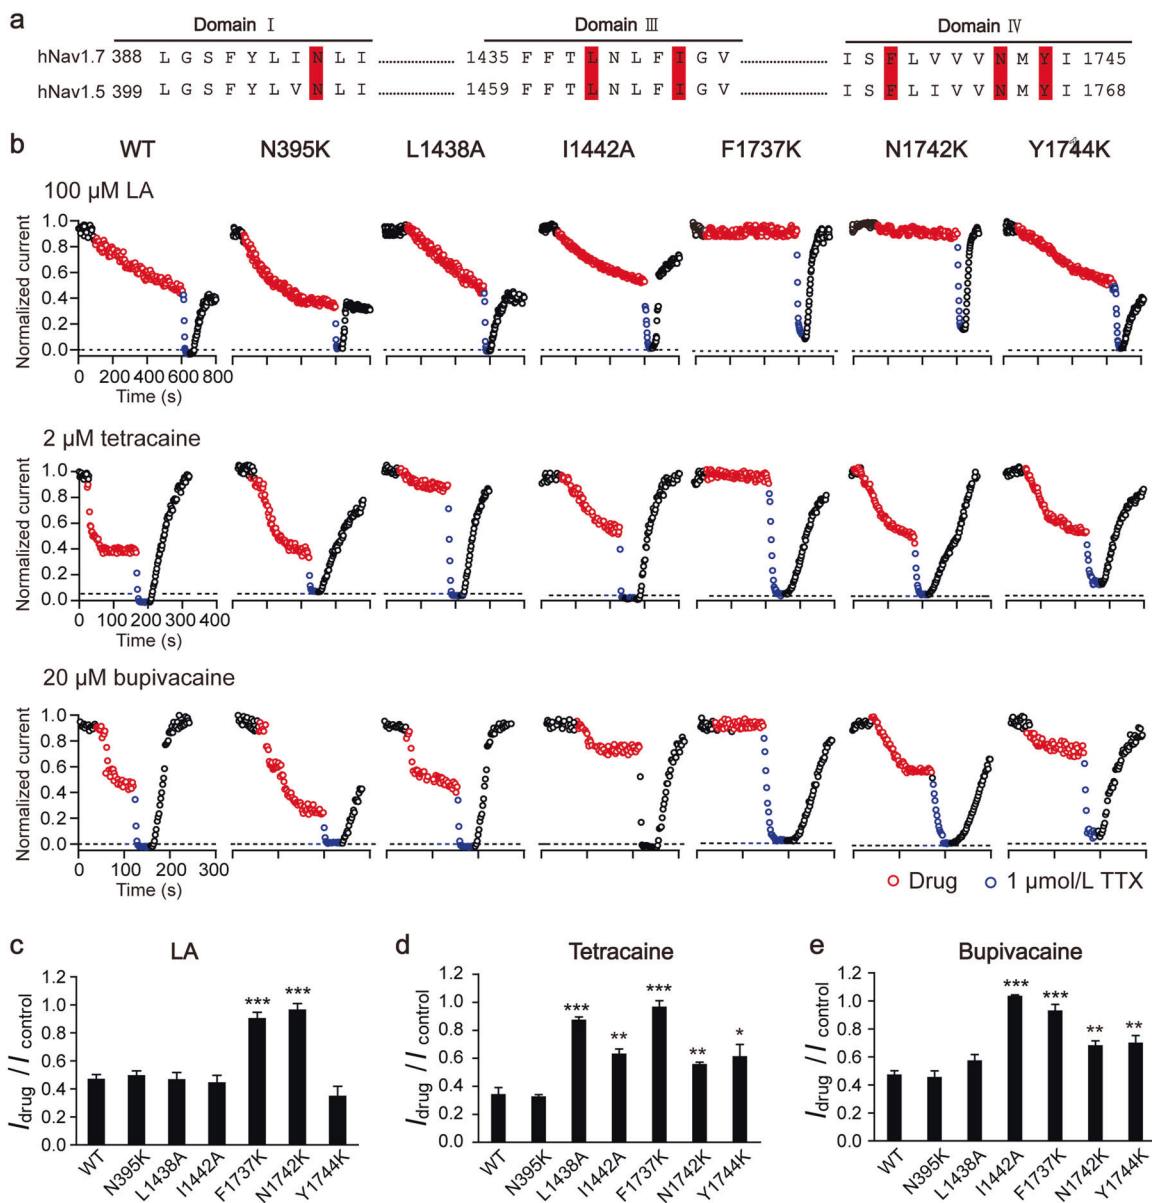 a
Domain Ⅰ Domain Ⅲ Domain Ⅳ
hNav1.7 388 L G S F Y L I N L I ..................... 1435 F F T L N L F I G V ........................ I S F L V V V N M Y I 1745
hNav1.5 399 L G S F Y L V N L I ..................... 1459 F F T L N L F I G V ........................ I S F L I V V N M Y I 1768
b
WT N395K L1438A I1442A F1737K N1742K Y1744K
100 µM LA
Normalized current
1.0
0.8
0.6
0.4
0.2
0.0
0 200 400 600 800
Time (s)
2 µM tetracaine
Normalized current
1.0
0.8
0.6
0.4
0.2
0.0
0 100 200 300 400
Time (s)
20 µM bupivacaine
Normalized current
1.0
0.8
0.6
0.4
0.2
0.0
0 100 200 300
Time (s)
Drug 1 µmol/L TTX
c LA
I drug / I control
1.2
1.0
0.8
0.6
0.4
0.2
0.0
*** ***
WT N395K L1438A I1442A F1737K N1742K Y1744K
d Tetracaine
I drug / I control
1.2
1.0
0.8
0.6
0.4
0.2
0.0
*** ** *** ** *
WT N395K L1438A I1442A F1737K N1742K Y1744K
e Bupivacaine
I drug / I control
1.2
1.0
0.8
0.6
0.4
0.2
0.0
*** *** ** **
WT N395K L1438A I1442A F1737K N1742K Y1744K